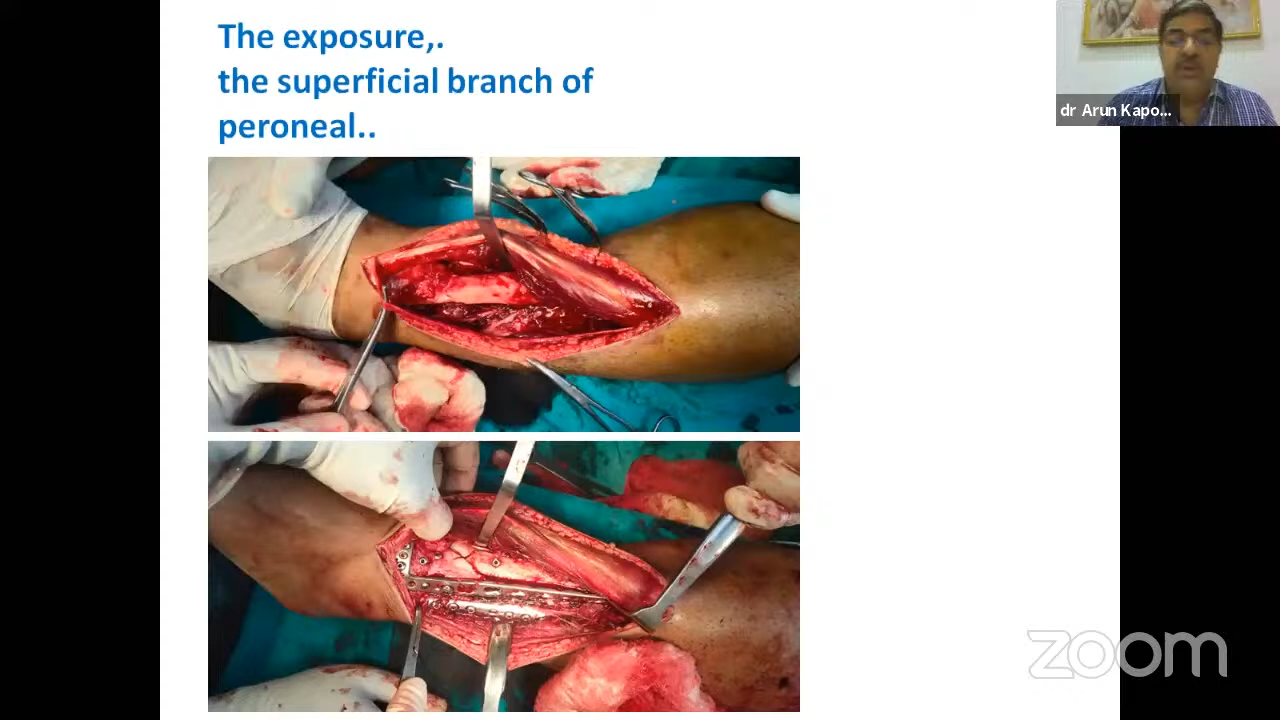 The exposure,.
the superficial branch of
peroneal..
dr Arun Kapo...
zoom